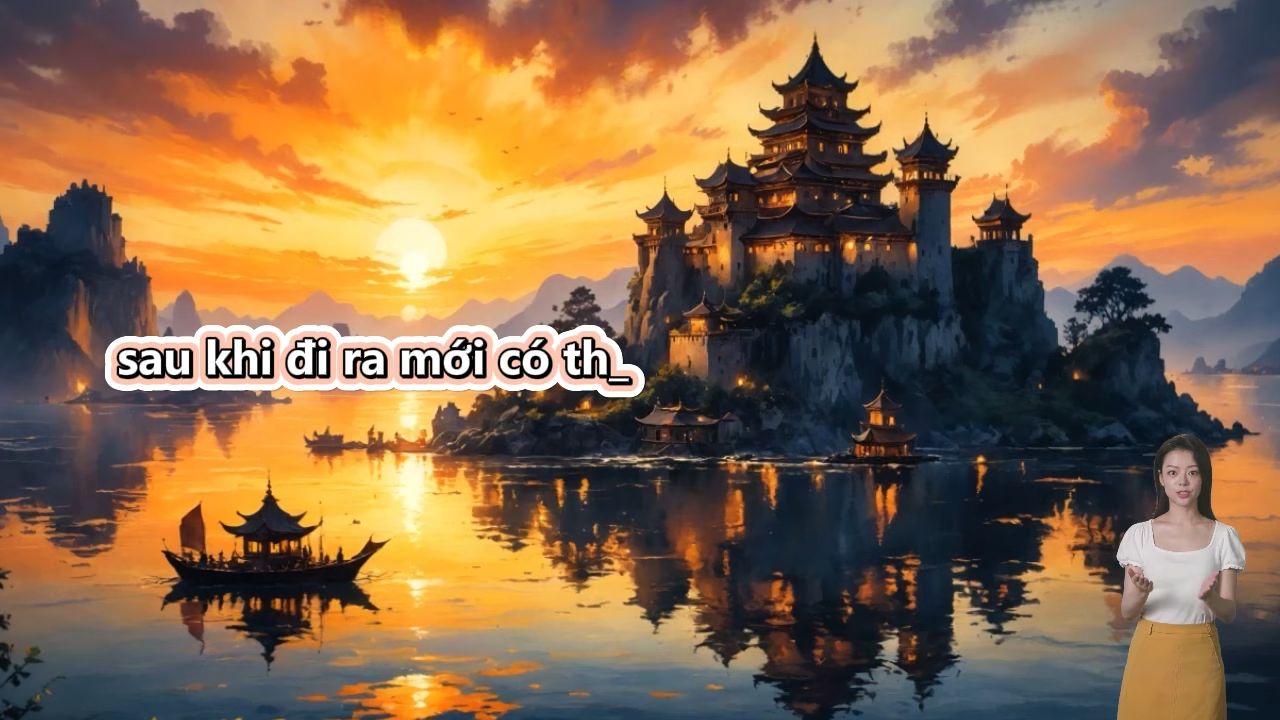 sau khi đi ra mới có th_